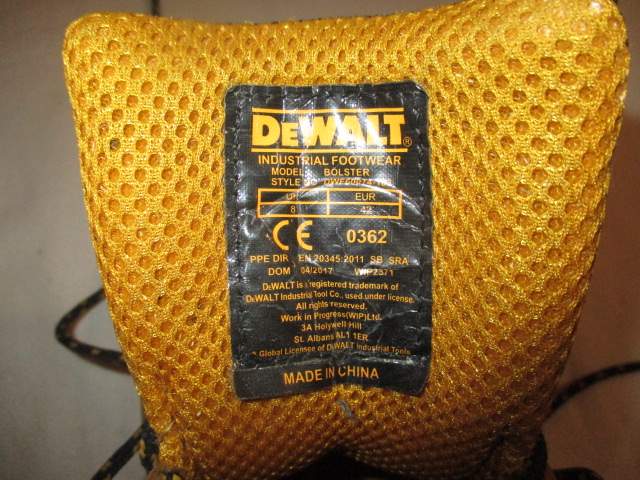 DEWALT®
INDUSTRIAL FOOTWEAR
MODEL BOLSTER
STYLE NO.
EUR
8 42
CE 0362
PPE DIR EN 20345:2011 SB SRA
DOM 04/2017 WIP2371
DEWALT is a registered trademark of
DEWALT Industrial Tool Co., used under license.
All rights reserved.
Work in Progress(WIP)Ltd.
3A Holywell Hill
St. Albans AL1 1ER
A Global Licensee of DEWALT Industrial Tools
MADE IN CHINA